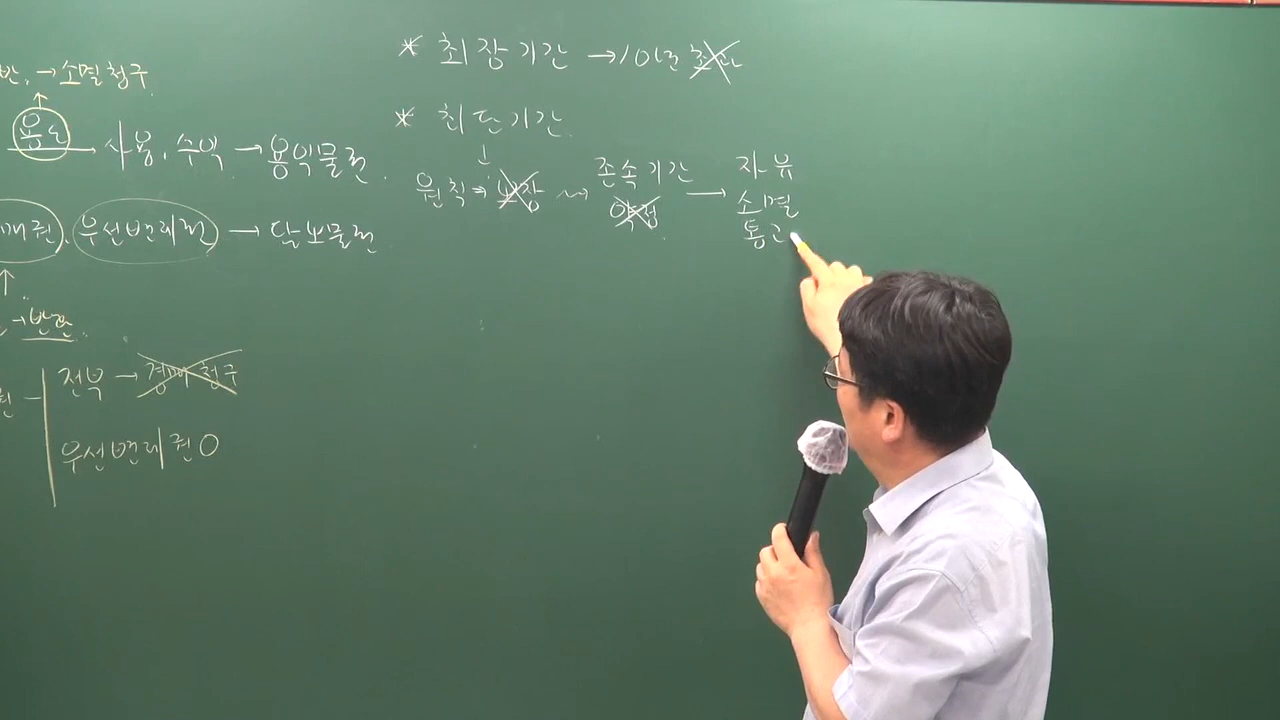 * 최장기간 → 10년 초과
* 최단기간
↓
원칙 ⇒ 보장 ⇝ 존속기간 약정 → 자유 소멸 통고
반, → 소멸청구
↑
용도 → 사용, 수익 → 용익물권.
매권, 우선변제권 → 담보물권
↑
→ 반환
권 - 전부 → 경매청구
우선변제권 O